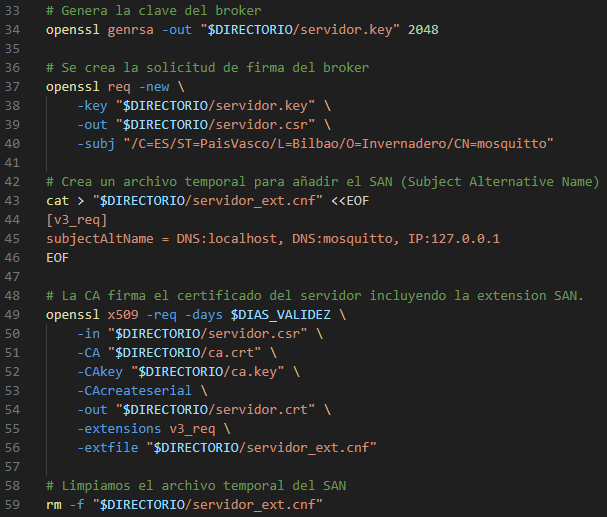 33 # Genera la clave del broker
34 openssl genrsa -out "$DIRECTORIO/servidor.key" 2048
35
36 # Se crea la solicitud de firma del broker
37 openssl req -new \
38     -key "$DIRECTORIO/servidor.key" \
39     -out "$DIRECTORIO/servidor.csr" \
40     -subj "/C=ES/ST=PaisVasco/L=Bilbao/O=Invernadero/CN=mosquitto"
41
42 # Crea un archivo temporal para añadir el SAN (Subject Alternative Name)
43 cat > "$DIRECTORIO/servidor_ext.cnf" <<EOF
44 [v3_req]
45 subjectAltName = DNS:localhost, DNS:mosquitto, IP:127.0.0.1
46 EOF
47
48 # La CA firma el certificado del servidor incluyendo la extension SAN.
49 openssl x509 -req -days $DIAS_VALIDEZ \
50     -in "$DIRECTORIO/servidor.csr" \
51     -CA "$DIRECTORIO/ca.crt" \
52     -CAkey "$DIRECTORIO/ca.key" \
53     -CAcreateserial \
54     -out "$DIRECTORIO/servidor.crt" \
55     -extensions v3_req \
56     -extfile "$DIRECTORIO/servidor_ext.cnf"
57
58 # Limpiamos el archivo temporal del SAN
59 rm -f "$DIRECTORIO/servidor_ext.cnf"